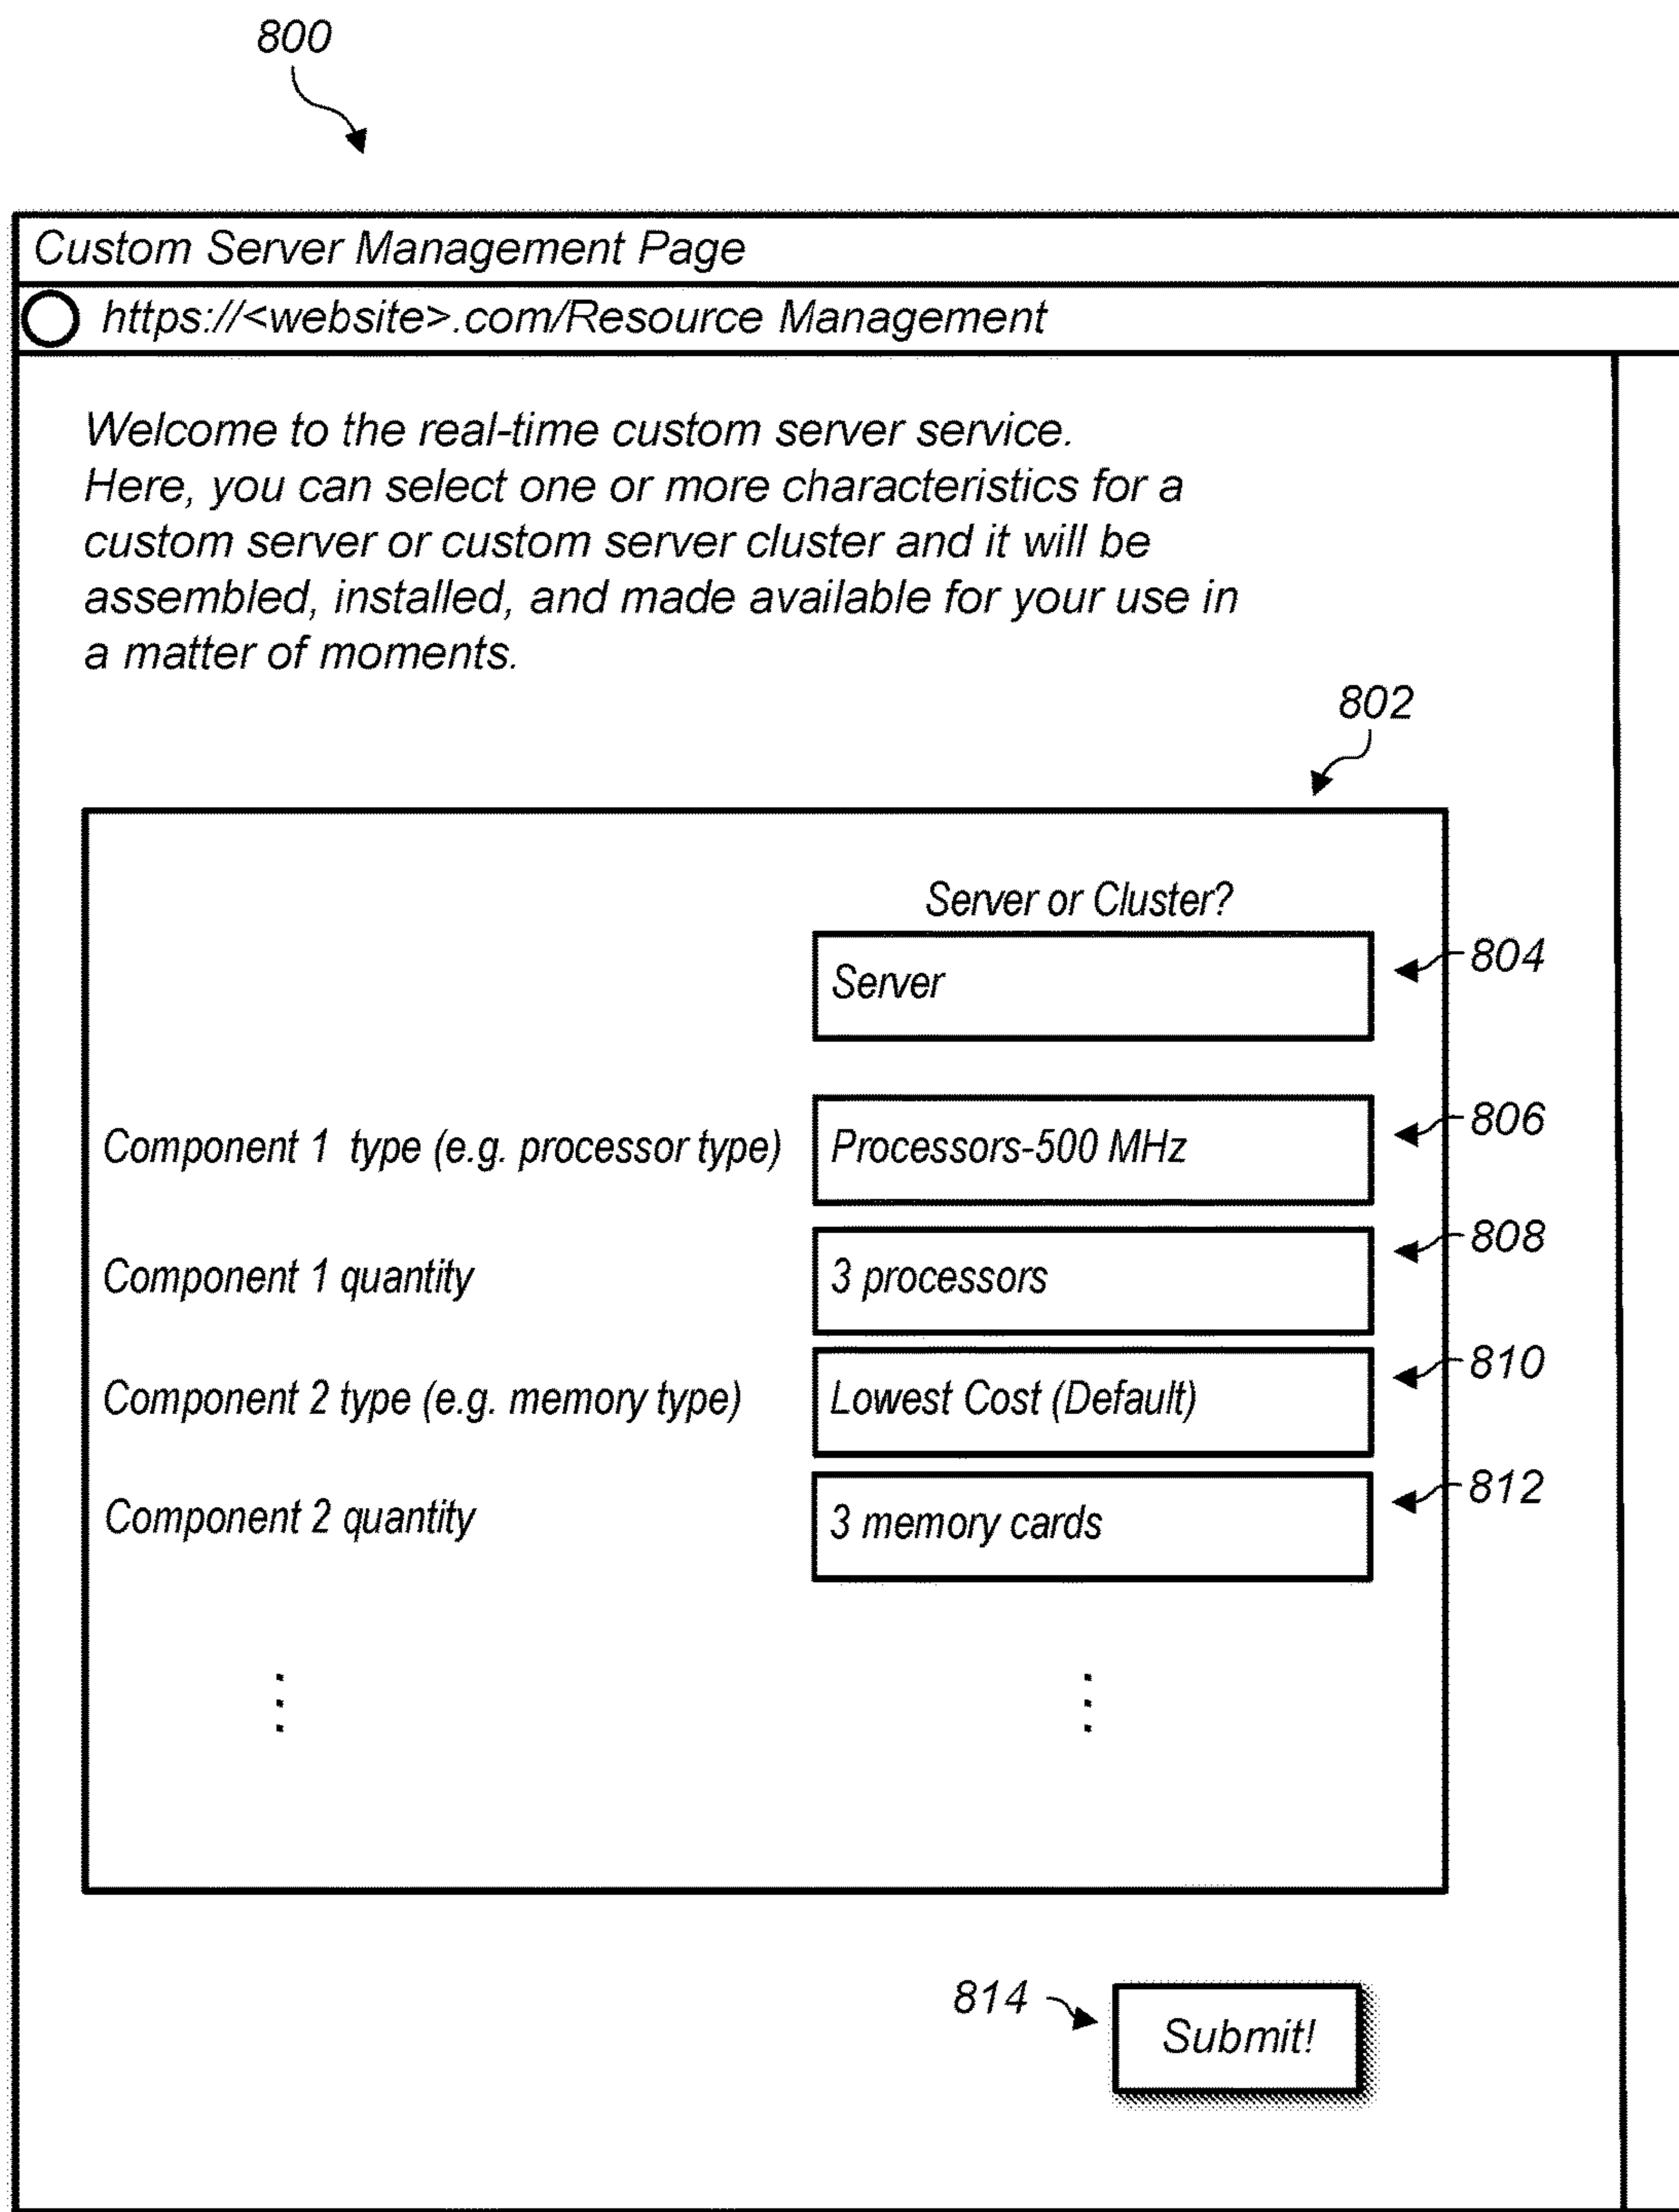 800
Custom Server Management Page
https://<website>.com/Resource Management
Welcome to the real-time custom server service.
Here, you can select one or more characteristics for a
custom server or custom server cluster and it will be
assembled, installed, and made available for your use in
a matter of moments.
802
Server or Cluster?
Server
804
Component 1 type (e.g. processor type)
Processors-500 MHz
806
Component 1 quantity
3 processors
808
Component 2 type (e.g. memory type)
Lowest Cost (Default)
810
Component 2 quantity
3 memory cards
812
814
Submit!